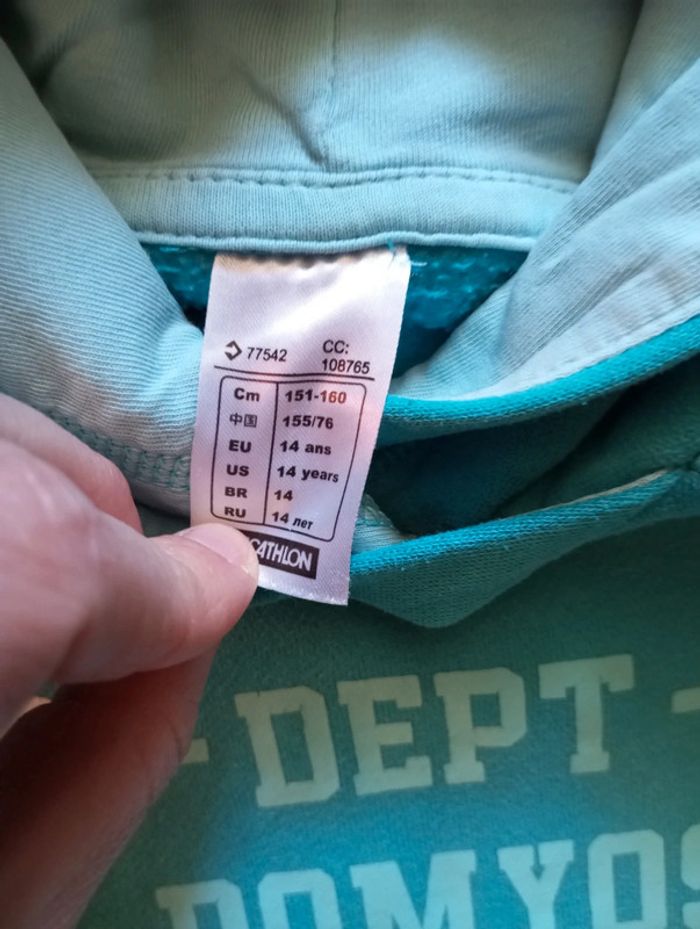 77542 CC: 108765
Cm 151-160
中国 155/76
EU 14 ans
US 14 years
BR 14
RU 14 лет
CATHLON
- DEPT -
DOMYOS